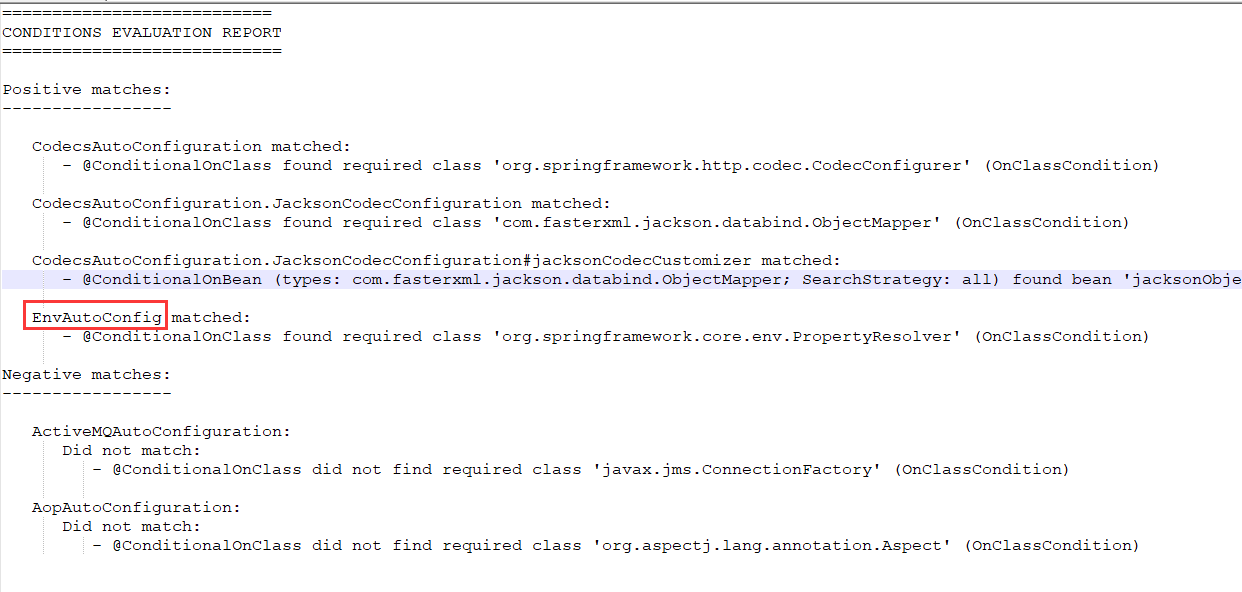 ============================
CONDITIONS EVALUATION REPORT
============================
Positive matches:
-----------------
CodecsAutoConfiguration matched:
- @ConditionalOnClass found required class 'org.springframework.http.codec.CodecConfigurer' (OnClassCondition)
CodecsAutoConfiguration.JacksonCodecConfiguration matched:
- @ConditionalOnClass found required class 'com.fasterxml.jackson.databind.ObjectMapper' (OnClassCondition)
CodecsAutoConfiguration.JacksonCodecConfiguration#jacksonCodecCustomizer matched:
- @ConditionalOnBean (types: com.fasterxml.jackson.databind.ObjectMapper; SearchStrategy: all) found bean 'jacksonObje
EnvAutoConfig matched:
- @ConditionalOnClass found required class 'org.springframework.core.env.PropertyResolver' (OnClassCondition)
Negative matches:
-----------------
ActiveMQAutoConfiguration:
Did not match:
- @ConditionalOnClass did not find required class 'javax.jms.ConnectionFactory' (OnClassCondition)
AopAutoConfiguration:
Did not match:
- @ConditionalOnClass did not find required class 'org.aspectj.lang.annotation.Aspect' (OnClassCondition)